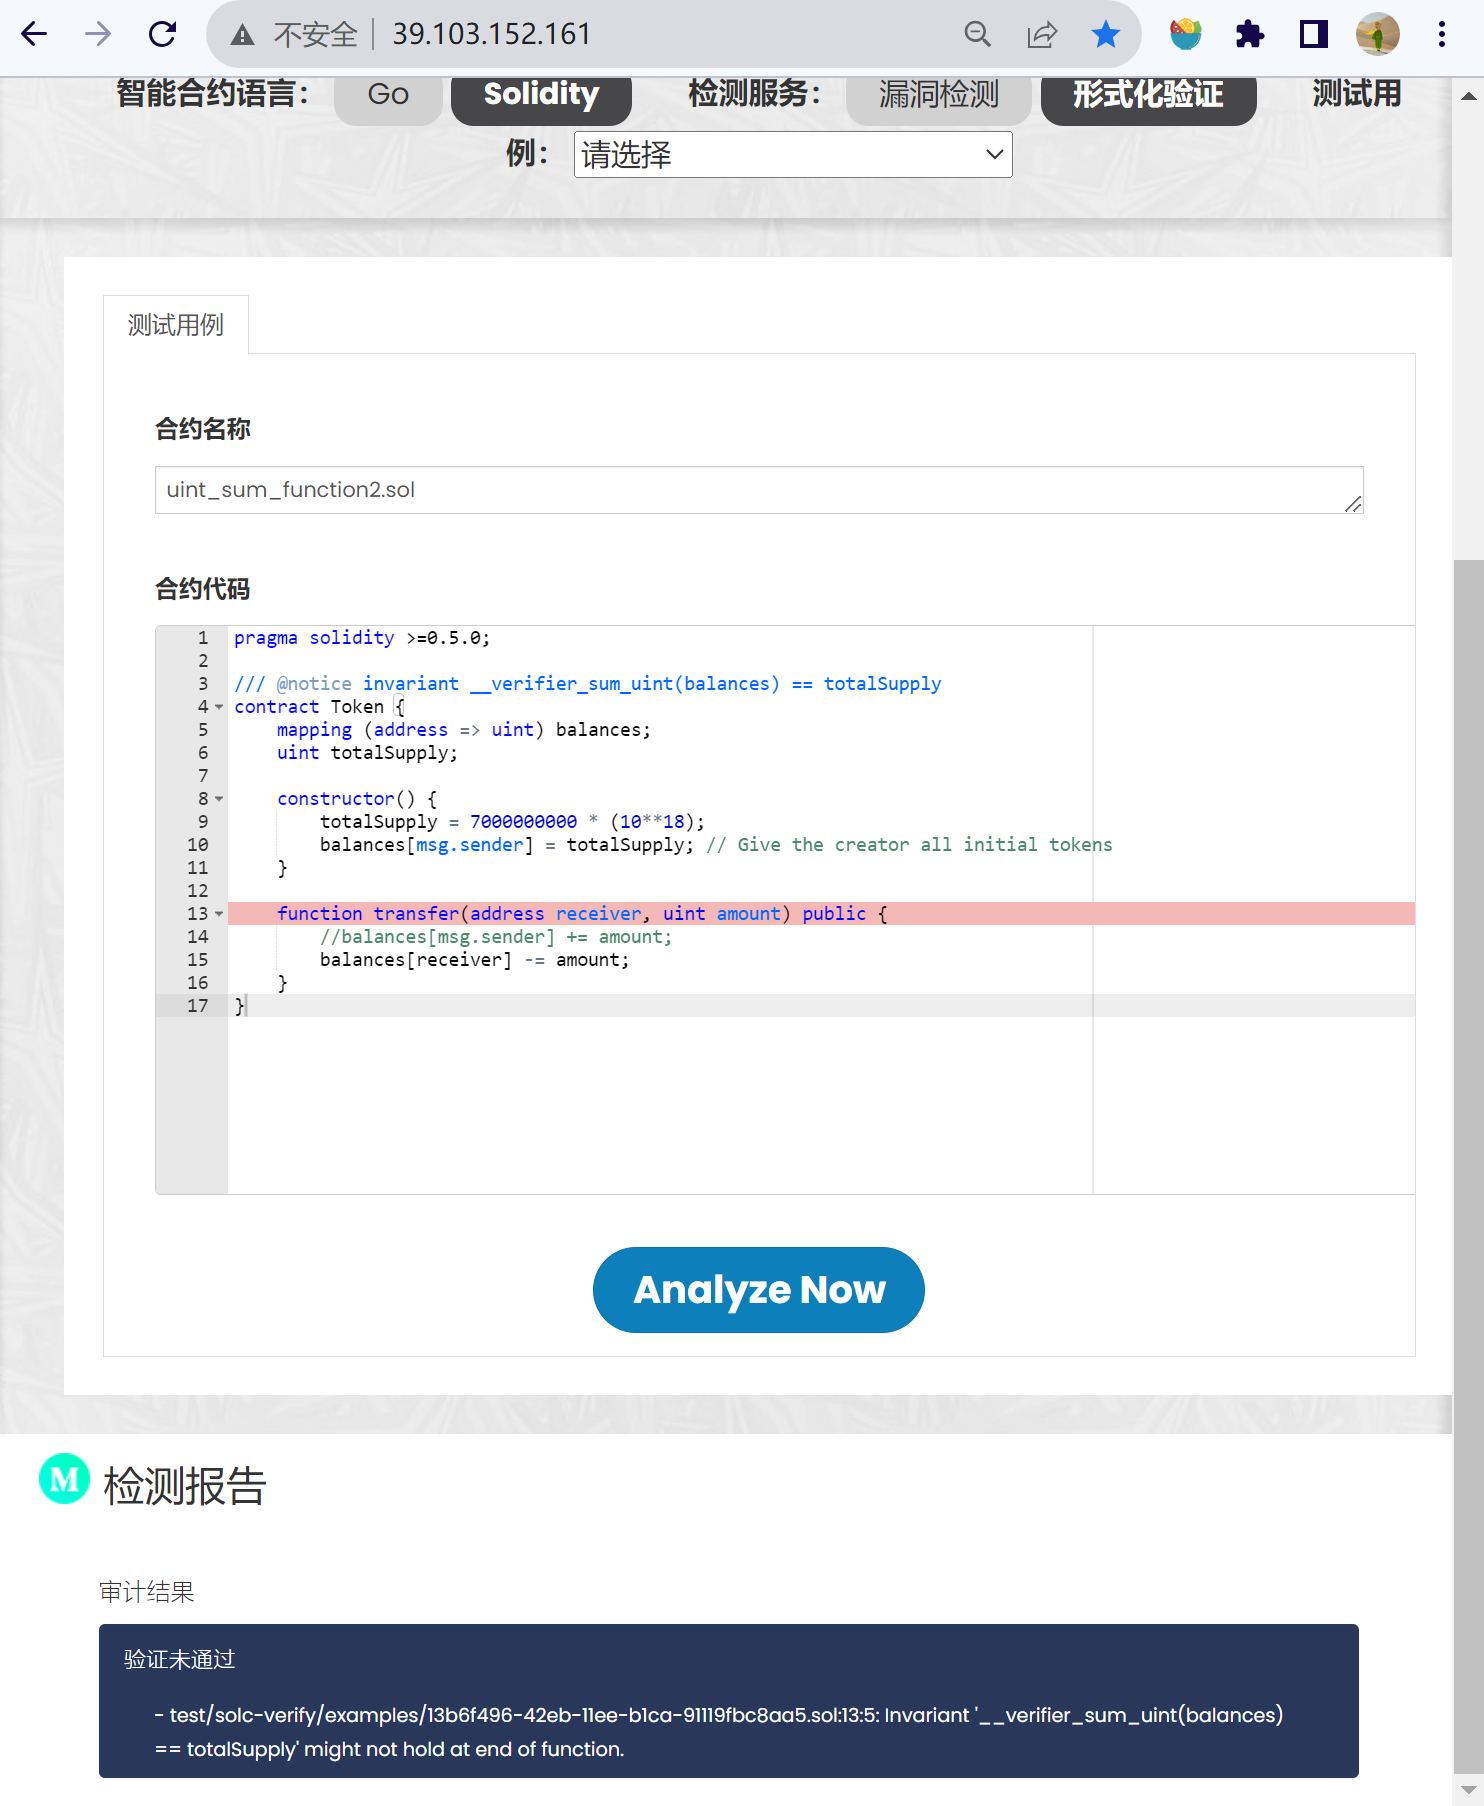 不安全 39.103.152.161
智能合约语言： Go Solidity 检测服务： 漏洞检测 形式化验证 测试用
例： 请选择
测试用例
合约名称
uint_sum_function2.sol
合约代码
1 pragma solidity >=0.5.0;
2
3 /// @notice invariant __verifier_sum_uint(balances) == totalSupply
4 contract Token {
5 mapping (address => uint) balances;
6 uint totalSupply;
7
8 constructor() {
9 totalSupply = 7000000000 * (10**18);
10 balances[msg.sender] = totalSupply; // Give the creator all initial tokens
11 }
12
13 function transfer(address receiver, uint amount) public {
14 //balances[msg.sender] += amount;
15 balances[receiver] -= amount;
16 }
17 }
Analyze Now
M 检测报告
审计结果
验证未通过
- test/solc-verify/examples/13b6f496-42eb-11ee-b1ca-91119fbc8aa5.sol:13:5: Invariant '__verifier_sum_uint(balances)
== totalSupply' might not hold at end of function.